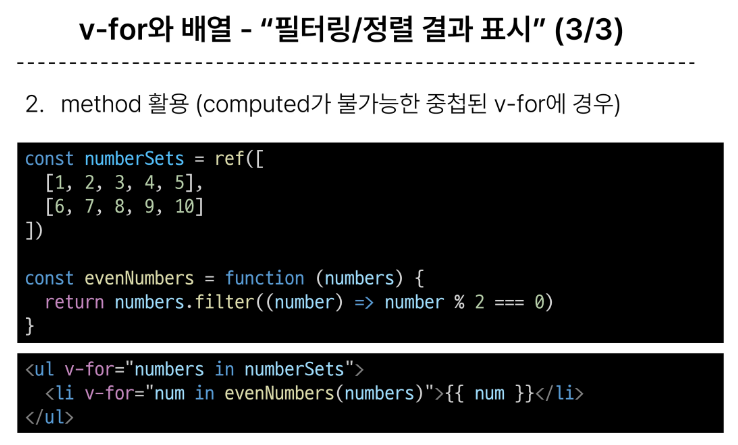 v-for와 배열 - “필터링/정렬 결과 표시” (3/3)
2. method 활용 (computed가 불가능한 중첩된 v-for에 경우)
const numberSets = ref([
  [1, 2, 3, 4, 5],
  [6, 7, 8, 9, 10]
])

const evenNumbers = function (numbers) {
  return numbers.filter((number) => number % 2 === 0)
}
<ul v-for="numbers in numberSets">
  <li v-for="num in evenNumbers(numbers)">{{ num }}</li>
</ul>